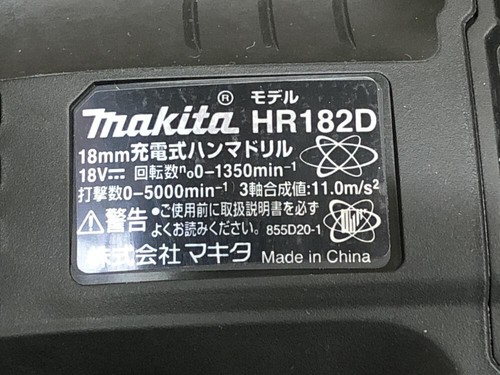 makita® モデル HR182D
18mm充電式ハンマドリル
18V⎓ 回転数n₀0-1350min⁻¹
打撃数0-5000min⁻¹ 3軸合成値:11.0m/s²
⚠警告 •ご使用前に取扱説明書を必ず
よくお読みください。 855D20-1
株式会社マキタ Made in China